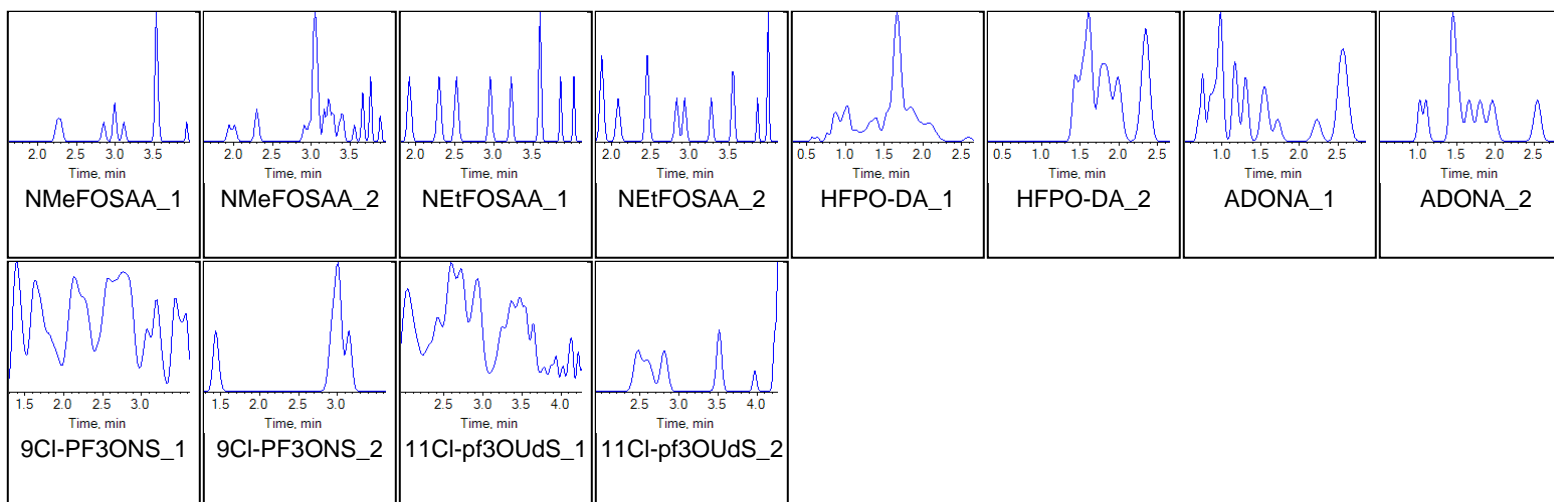 2.0 2.5 3.0 3.5 2.0 2.5 3.0 3.5 2.0 2.5 3.0 3.5 4.0 2.0 2.5 3.0 3.5 4.0 0.5 1.0 1.5 2.0 2.5 0.5 1.0 1.5 2.0 2.5 1.0 1.5 2.0 2.5 1.0 1.5 2.0 2.5
Time, min Time, min Time, min Time, min Time, min Time, min Time, min Time, min
NMeFOSAA_1 NMeFOSAA_2 NEtFOSAA_1 NEtFOSAA_2 HFPO-DA_1 HFPO-DA_2 ADONA_1 ADONA_2
1.5 2.0 2.5 3.0 1.5 2.0 2.5 3.0 2.5 3.0 3.5 4.0 2.5 3.0 3.5 4.0
Time, min Time, min Time, min Time, min
9Cl-PF3ONS_1 9Cl-PF3ONS_2 11Cl-pf3OUdS_1 11Cl-pf3OUdS_2